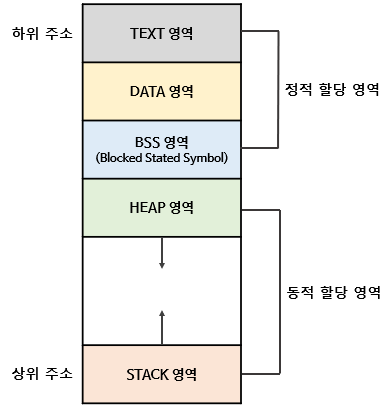 하위 주소
TEXT 영역
DATA 영역
정적 할당 영역
BSS 영역
(Blocked Stated Symbol)
HEAP 영역
동적 할당 영역
상위 주소
STACK 영역